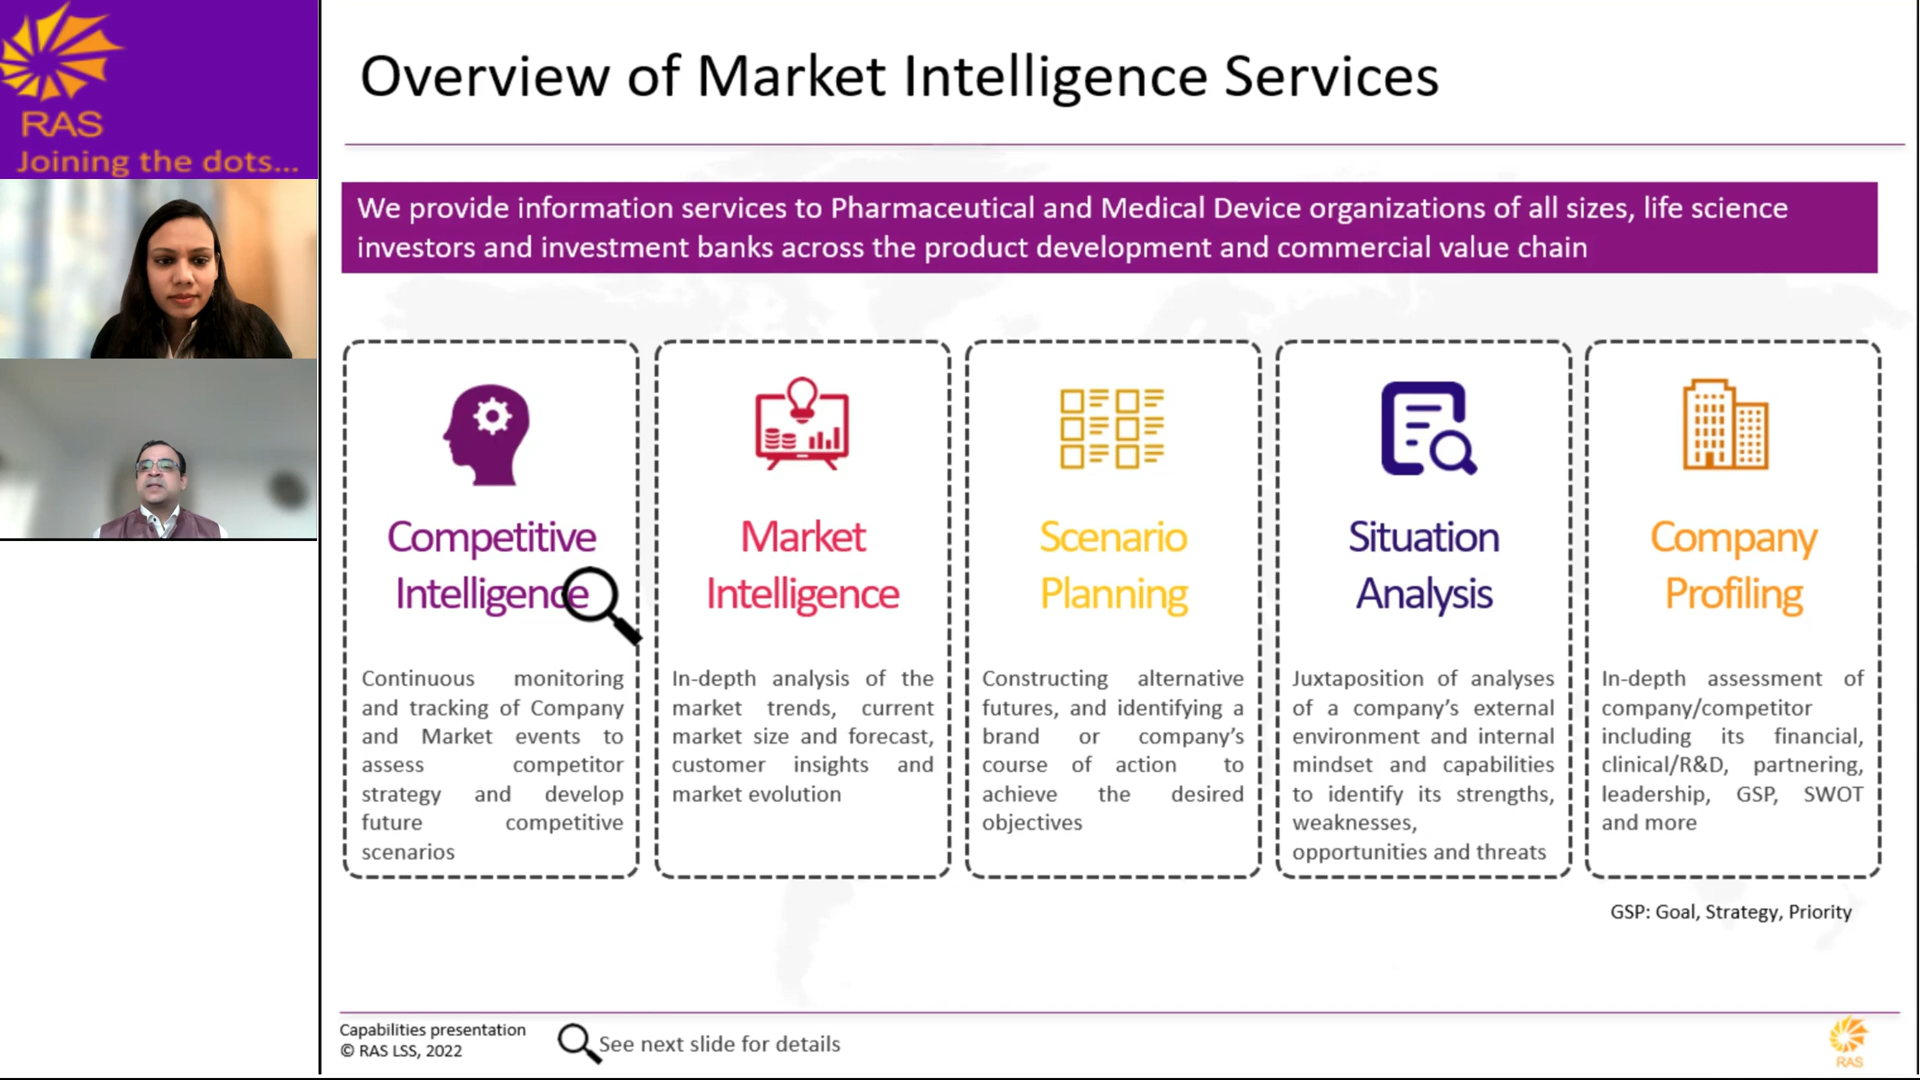 RAS
Joining the dots...
Overview of Market Intelligence Services
We provide information services to Pharmaceutical and Medical Device organizations of all sizes, life science
investors and investment banks across the product development and commercial value chain
Competitive
Intelligence
Continuous monitoring
and tracking of Company
and Market events to
assess competitor
strategy and develop
future competitive
scenarios
Market
Intelligence
In-depth analysis of the
market trends, current
market size and forecast,
customer insights and
market evolution
Scenario
Planning
Constructing alternative
futures, and identifying a
brand or company's
course of action to
achieve the desired
objectives
Situation
Analysis
Juxtaposition of analyses
of a company's external
environment and internal
mindset and capabilities
to identify its strengths,
weaknesses,
opportunities and threats
Company
Profiling
In-depth assessment of
company/competitor
including its financial,
clinical/R&D, partnering,
leadership, GSP, SWOT
and more
GSP: Goal, Strategy, Priority
Capabilities presentation
© RAS LSS, 2022
See next slide for details
RAS